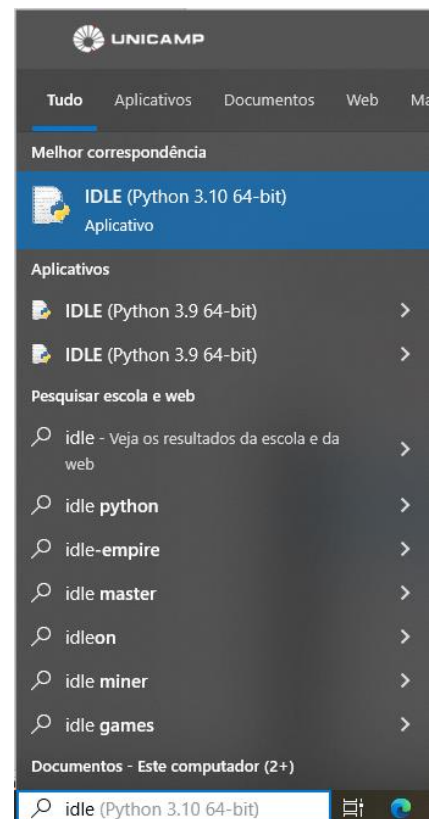 UNICAMP
Tudo Aplicativos Documentos Web Ma
Melhor correspondência
IDLE (Python 3.10 64-bit)
Aplicativo
Aplicativos
IDLE (Python 3.9 64-bit)
IDLE (Python 3.9 64-bit)
Pesquisar escola e web
idle - Veja os resultados da escola e da
web
idle python
idle-empire
idle master
idleon
idle miner
idle games
Documentos - Este computador (2+)
idle (Python 3.10 64-bit)